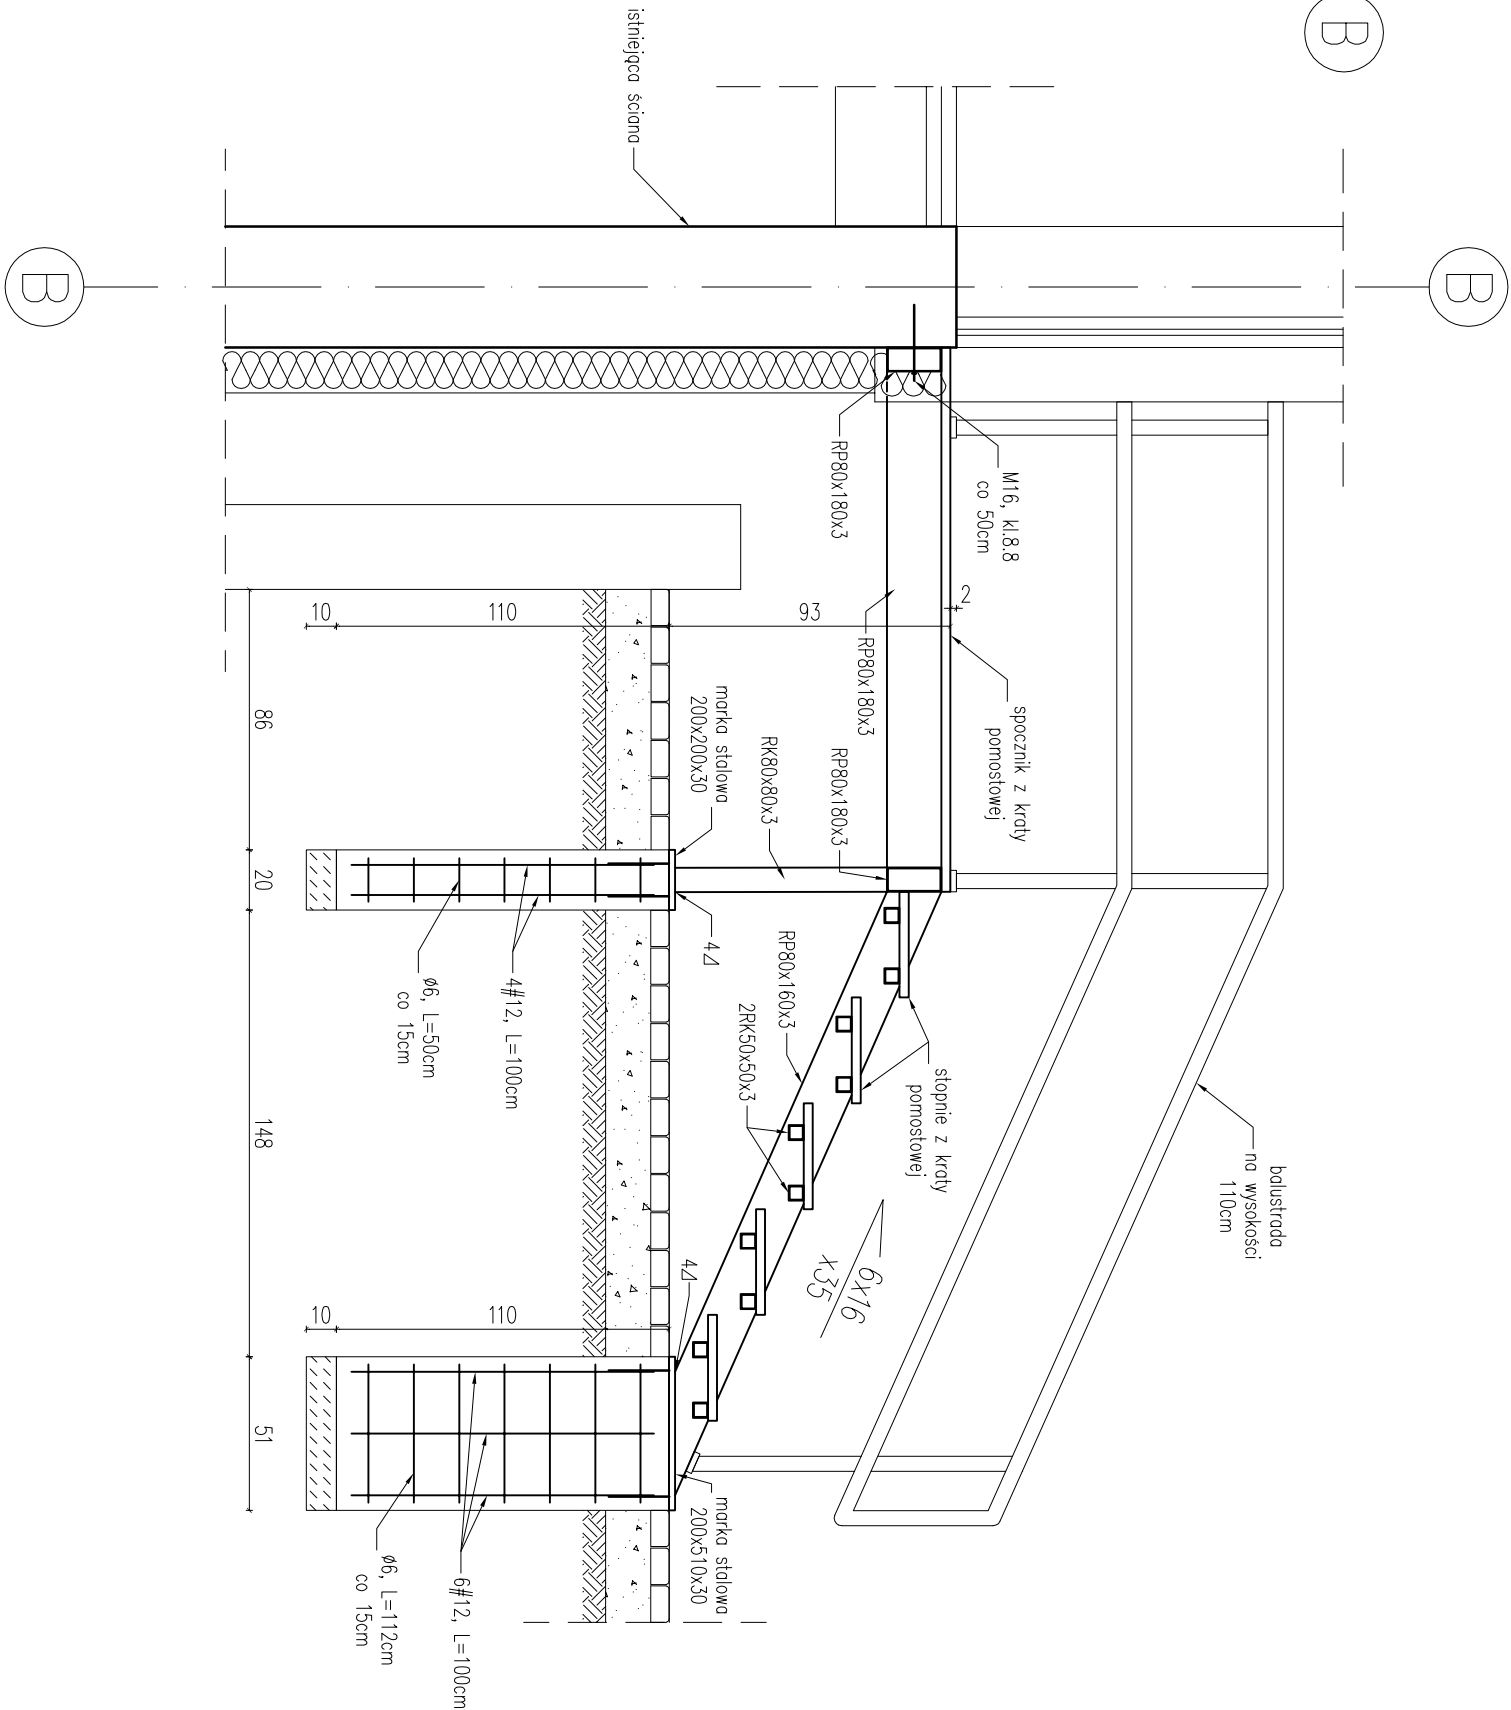 B
B
B
istniejąca ściana
M16, kl.8.8
co 50cm
RP80x180x3
RP80x180x3
2
spocznik z kraty
pomostowej
93
110
10
RP80x180x3
RK80x80x3
marka stalowa
200x200x30
4
stopnie z kraty
pomostowej
RP80x160x3
2RK50x50x3
balustrada
na wysokości
110cm
6x16
x35
4
marka stalowa
200x510x30
4#12, L=100cm
ø6, L=50cm
co 15cm
110
10
6#12, L=100cm
ø6, L=112cm
co 15cm
86
20
148
51